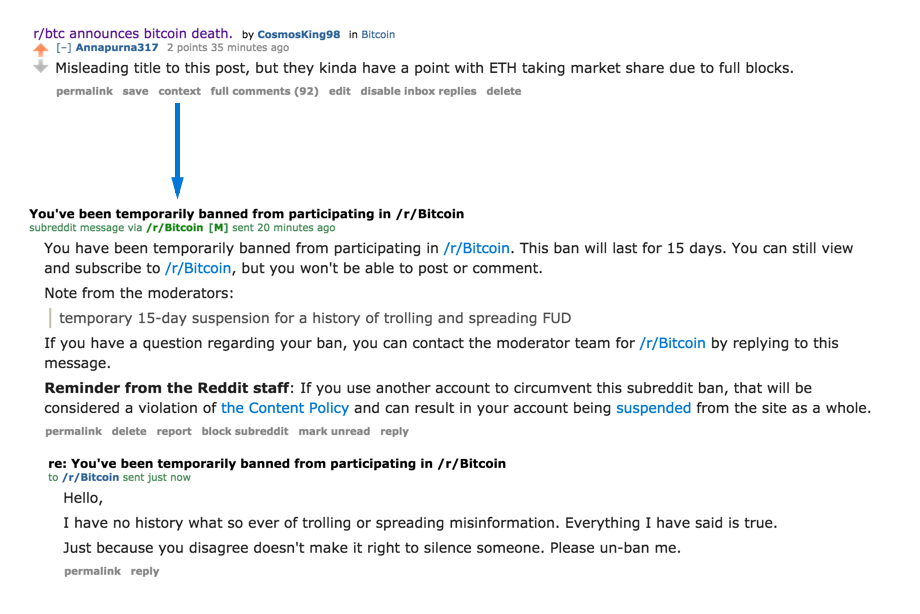 r/btc announces bitcoin death. by CosmosKing98 in Bitcoin
[–] Annapurna317 2 points 35 minutes ago
Misleading title to this post, but they kinda have a point with ETH taking market share due to full blocks.
permalink save context full comments (92) edit disable inbox replies delete
You've been temporarily banned from participating in /r/Bitcoin
subreddit message via /r/Bitcoin [M] sent 20 minutes ago
You have been temporarily banned from participating in /r/Bitcoin. This ban will last for 15 days. You can still view
and subscribe to /r/Bitcoin, but you won't be able to post or comment.
Note from the moderators:
temporary 15-day suspension for a history of trolling and spreading FUD
If you have a question regarding your ban, you can contact the moderator team for /r/Bitcoin by replying to this
message.
Reminder from the Reddit staff: If you use another account to circumvent this subreddit ban, that will be
considered a violation of the Content Policy and can result in your account being suspended from the site as a whole.
permalink delete report block subreddit mark unread reply
re: You've been temporarily banned from participating in /r/Bitcoin
to /r/Bitcoin sent just now
Hello,
I have no history what so ever of trolling or spreading misinformation. Everything I have said is true.
Just because you disagree doesn't make it right to silence someone. Please un-ban me.
permalink reply